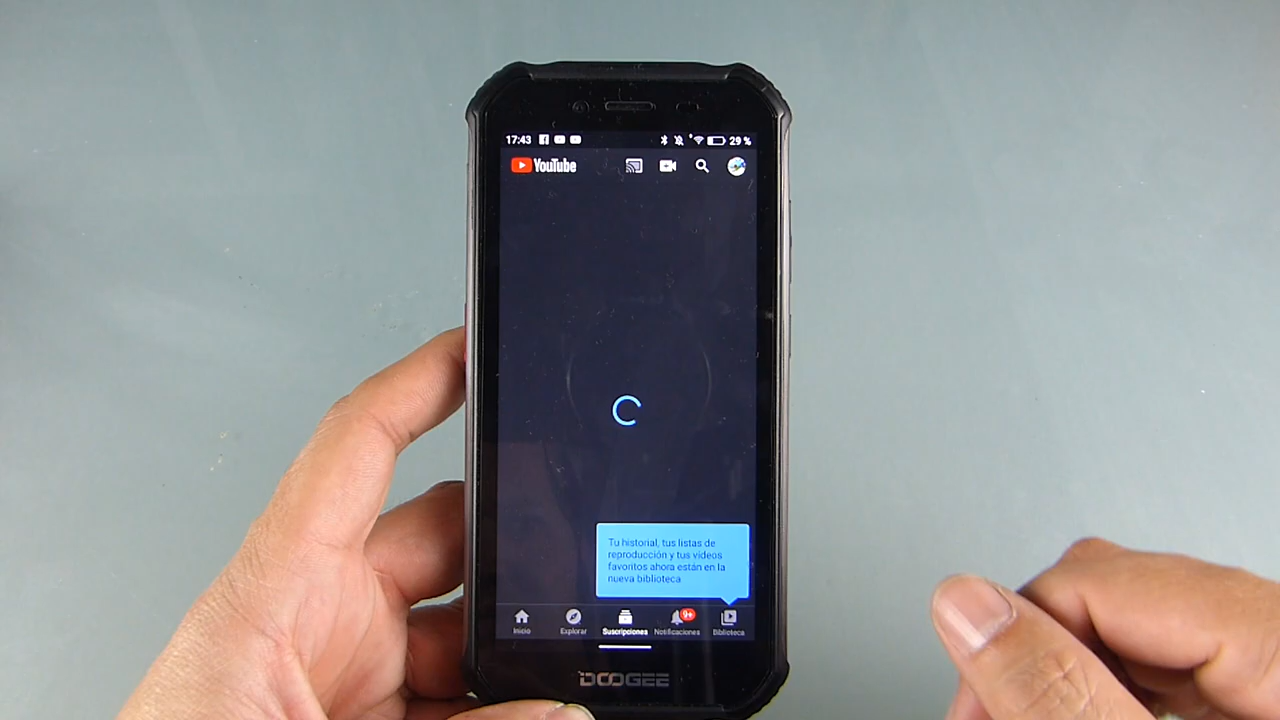 17:43 29 %
YouTube
Tu historial, tus listas de
reproducción y tus vídeos
favoritos ahora están en la
nueva biblioteca
9+
Inicio Explorar Suscripciones Notificaciones Biblioteca
DOOGEE